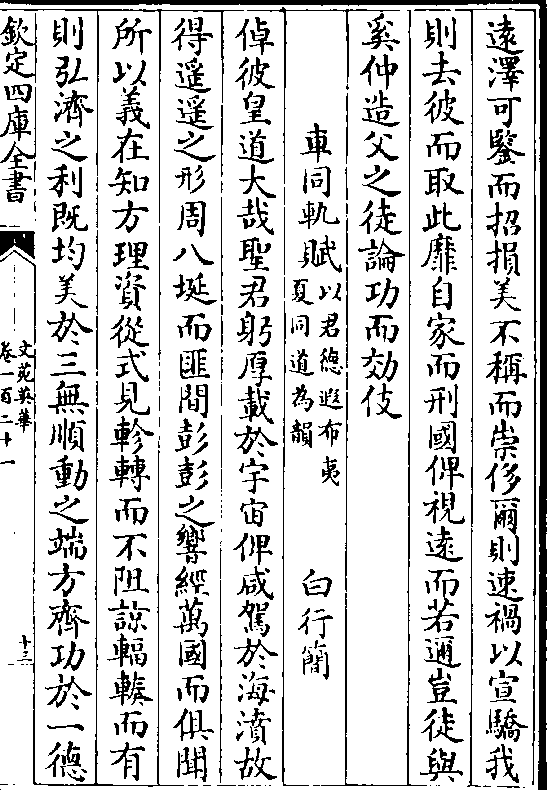 遠澤可鑒而招損美不稱而崇侈爾則速禍以宣驕我
則去彼而取此靡自家而刑國俾視遠而若邇豈徒與
奚仲造父之徒論功而効伎
車同軌賦以君德遐布夷夏同道為韻 白行簡
倬彼皇道大哉聖君躬厚載於宇宙俾咸駕於海濆故
得遥遥之形周八埏而匪間彭彭之響經萬國而俱聞
所以義在知方理資從式見軫轉而不阻諒輻輳而有
則弘濟之利既均美於三無順動之端方齊功於一德
欽定四庫全書
文苑英華
卷一百二十一
十三